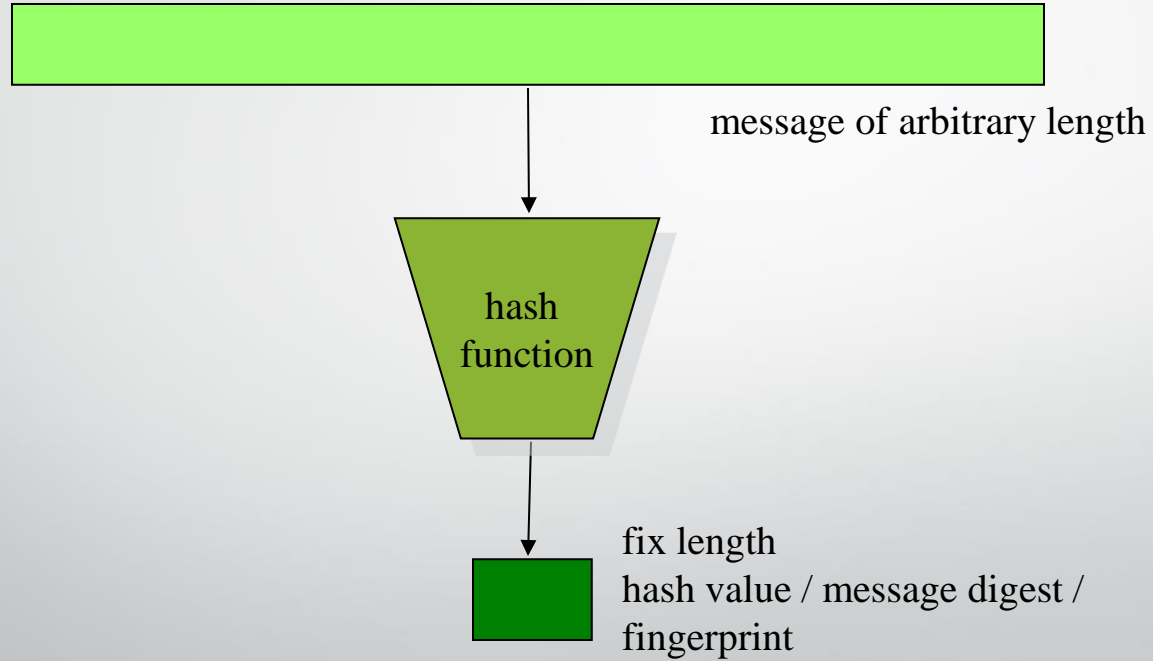 message of arbitrary length
hash
function
fix length
hash value / message digest /
fingerprint